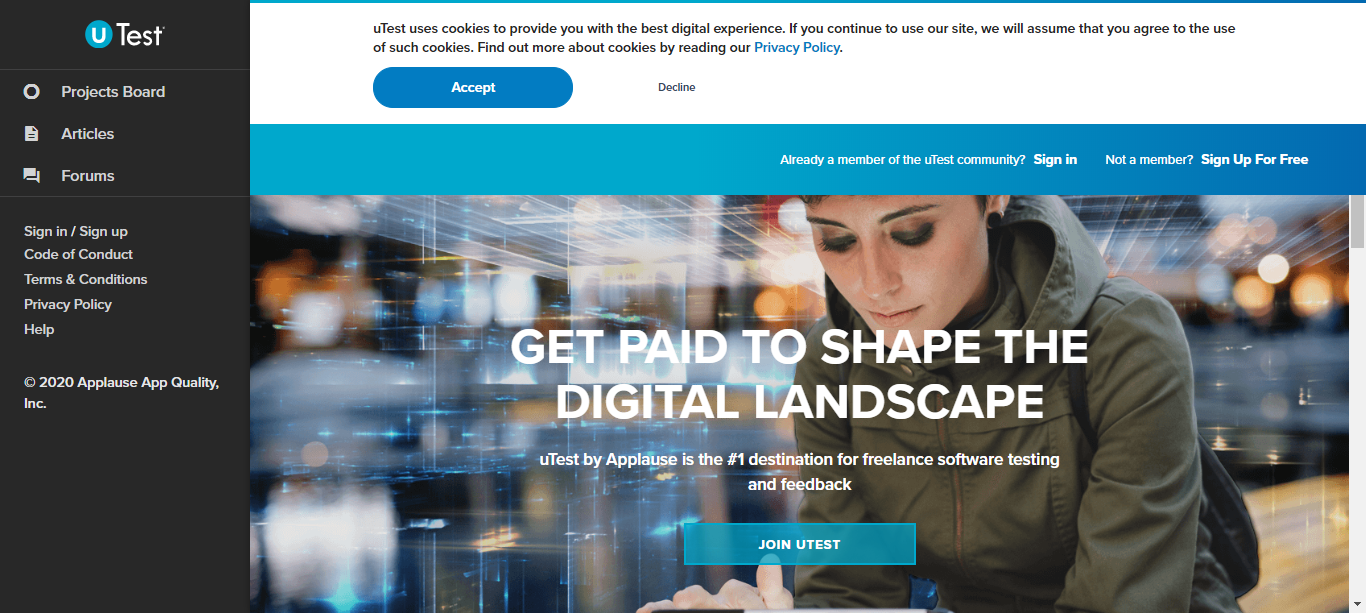 uTest
Projects Board
Articles
Forums
Sign in / Sign up
Code of Conduct
Terms & Conditions
Privacy Policy
Help
© 2020 Applause App Quality,
Inc.
uTest uses cookies to provide you with the best digital experience. If you continue to use our site, we will assume that you agree to the use
of such cookies. Find out more about cookies by reading our Privacy Policy.
Accept
Decline
Already a member of the uTest community? Sign in
Not a member? Sign Up For Free
GET PAID TO SHAPE THE
DIGITAL LANDSCAPE
uTest by Applause is the #1 destination for freelance software testing
and feedback
JOIN UTEST